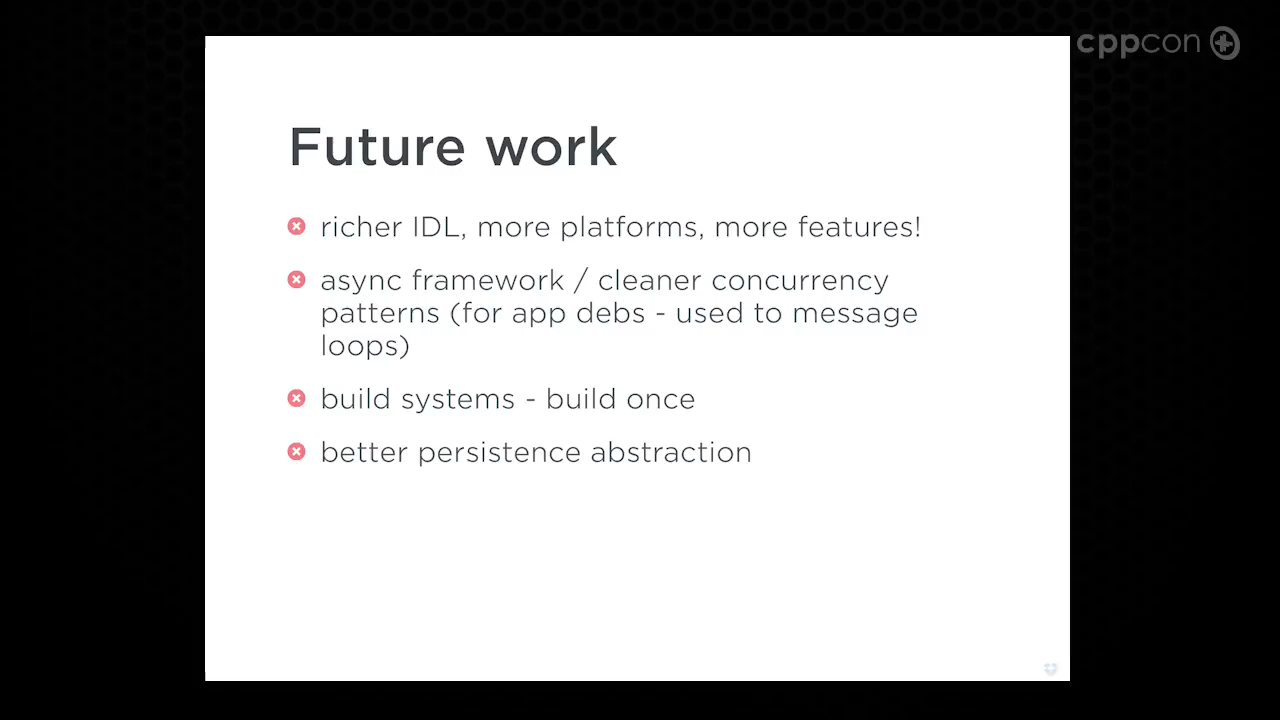 cppcon
Future work
richer IDL, more platforms, more features!
async framework / cleaner concurrency
patterns (for app debs - used to message
loops)
build systems - build once
better persistence abstraction